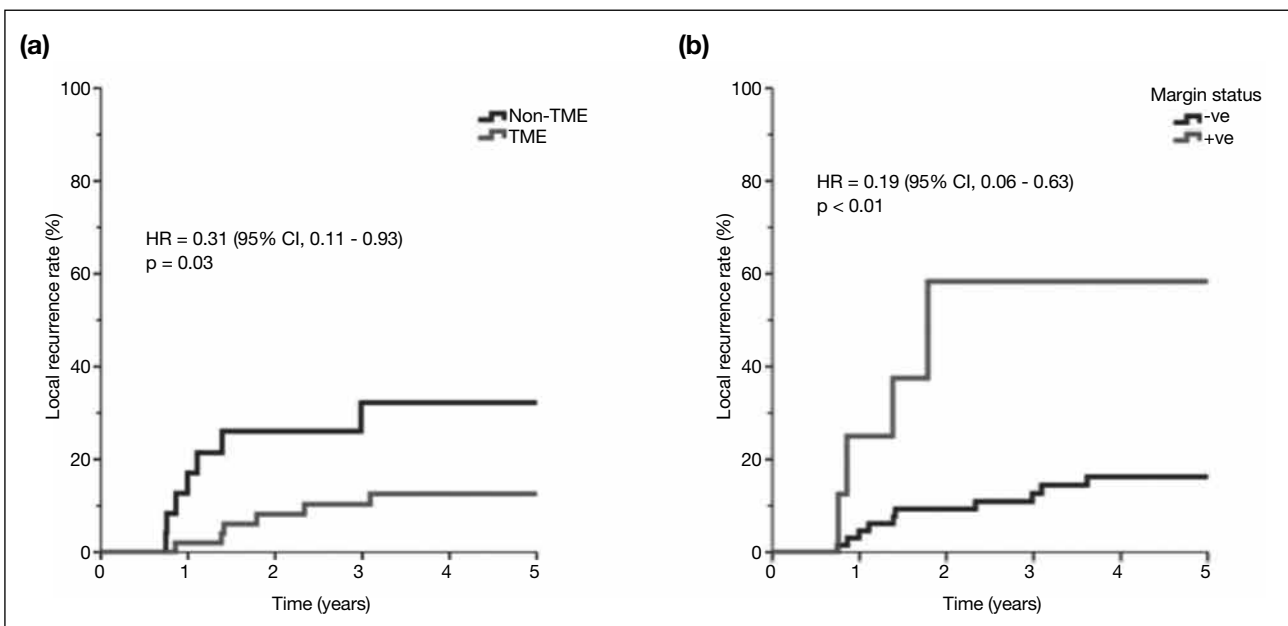 (a)
100
80
60
40
20
0
Local recurrence rate (%)
Non-TME
TME
HR = 0.31 (95% CI, 0.11 - 0.93)
p = 0.03
0 1 2 3 4 5
Time (years)
(b)
100
80
60
40
20
0
Local recurrence rate (%)
Margin status
-ve
+ve
HR = 0.19 (95% CI, 0.06 - 0.63)
p < 0.01
0 1 2 3 4 5
Time (years)